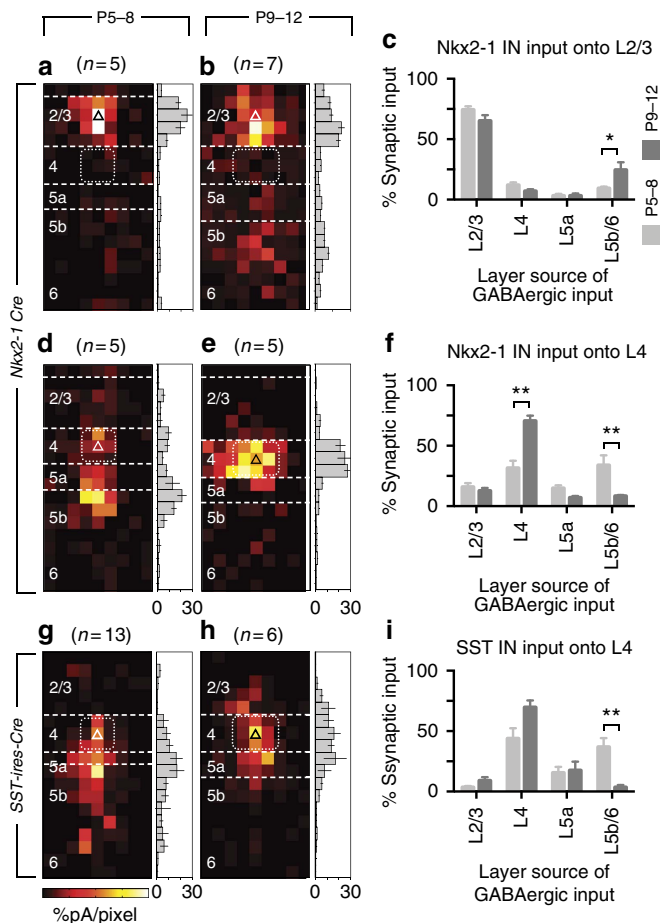 P5–8
P9–12
a (n=5)
b (n=7)
2/3
4
5a
5b
6
2/3
4
5a
5b
6
c
Nkx2-1 IN input onto L2/3
% Synaptic input
75
50
0
*
L2/3
L4
L5a
L5b/6
Layer source of
GABAergic input
P9–12
P5–8
Nkx2-1 Cre
d (n=5)
e (n=5)
2/3
4
5a
5b
6
0 30
2/3
4
5a
5b
6
0 30
f
Nkx2-1 IN input onto L4
% Synaptic input
75
50
0
**
**
L2/3
L4
L5a
L5b/6
Layer source of
GABAergic input
SST-ires-Cre
g (n=13)
h (n=6)
2/3
4
5a
5b
6
0 30
2/3
4
5a
5b
6
0 30
%pA/pixel
i
SST IN input onto L4
% Ssynaptic input
75
50
0
**
L2/3
L4
L5a
L5b/6
Layer source of
GABAergic input